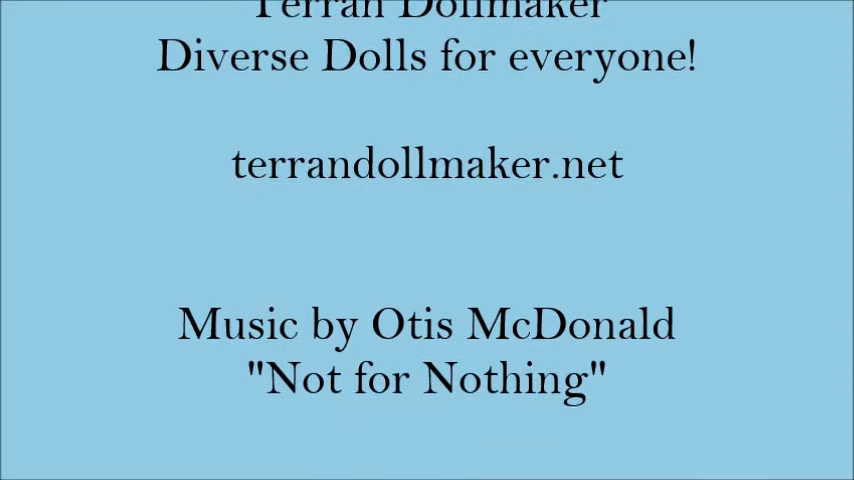 Terran Dollmaker
Diverse Dolls for everyone!
terrandollmaker.net
Music by Otis McDonald
"Not for Nothing"